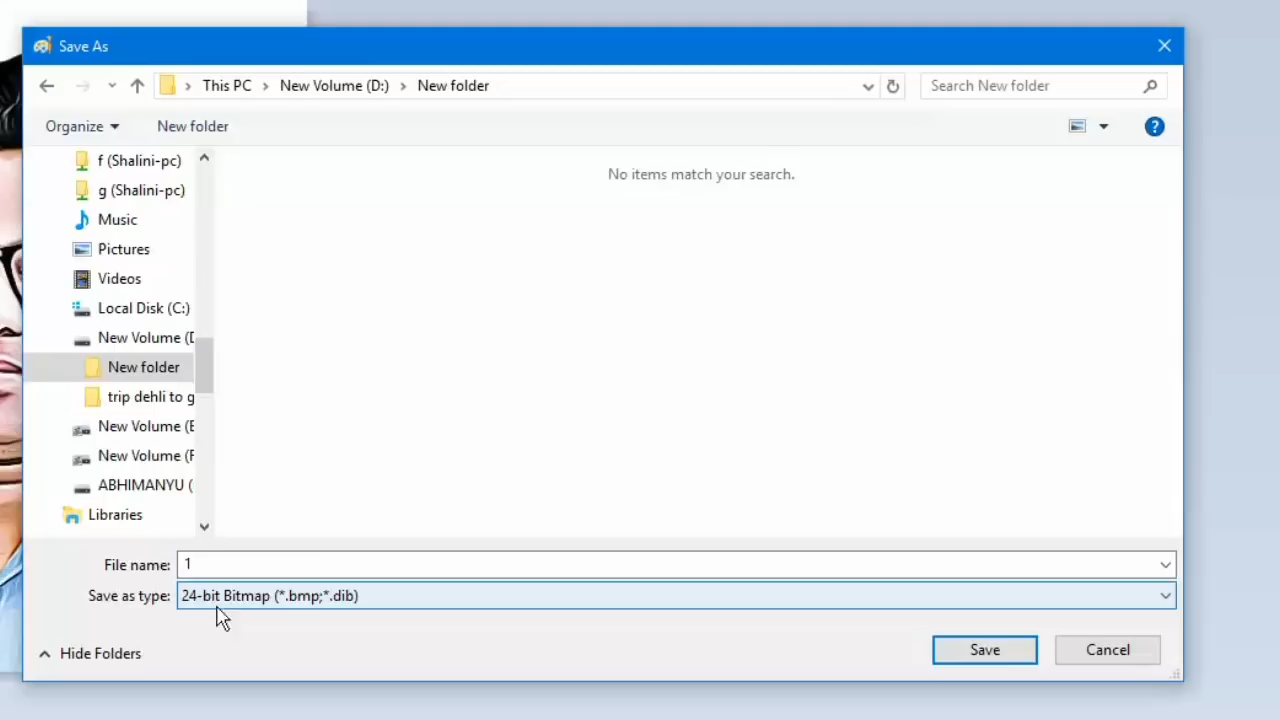 Save As
This PC > New Volume (D:) > New folder
Search New folder
Organize
New folder
f (Shalini-pc)
g (Shalini-pc)
Music
Pictures
Videos
Local Disk (C:)
New Volume (D
New folder
trip dehli to g
New Volume (E
New Volume (F
ABHIMANYU (
Libraries
No items match your search.
File name: 1
Save as type: 24-bit Bitmap (*.bmp;*.dib)
Hide Folders
Save
Cancel